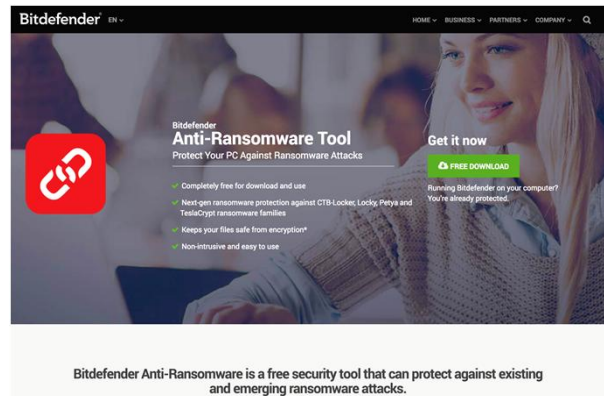 Bitdefender EN
HOME BUSINESS PARTNERS COMPANY
Bitdefender
Anti-Ransomware Tool
Protect Your PC Against Ransomware Attacks
Completely free for download and use
Next-gen ransomware protection against CTB-Locker, Locky, Petya and
TeslaCrypt ransomware families
Keeps your files safe from encryption*
Non-intrusive and easy to use
Get it now
FREE DOWNLOAD
Running Bitdefender on your computer?
You're already protected.
Bitdefender Anti-Ransomware is a free security tool that can protect against existing
and emerging ransomware attacks.